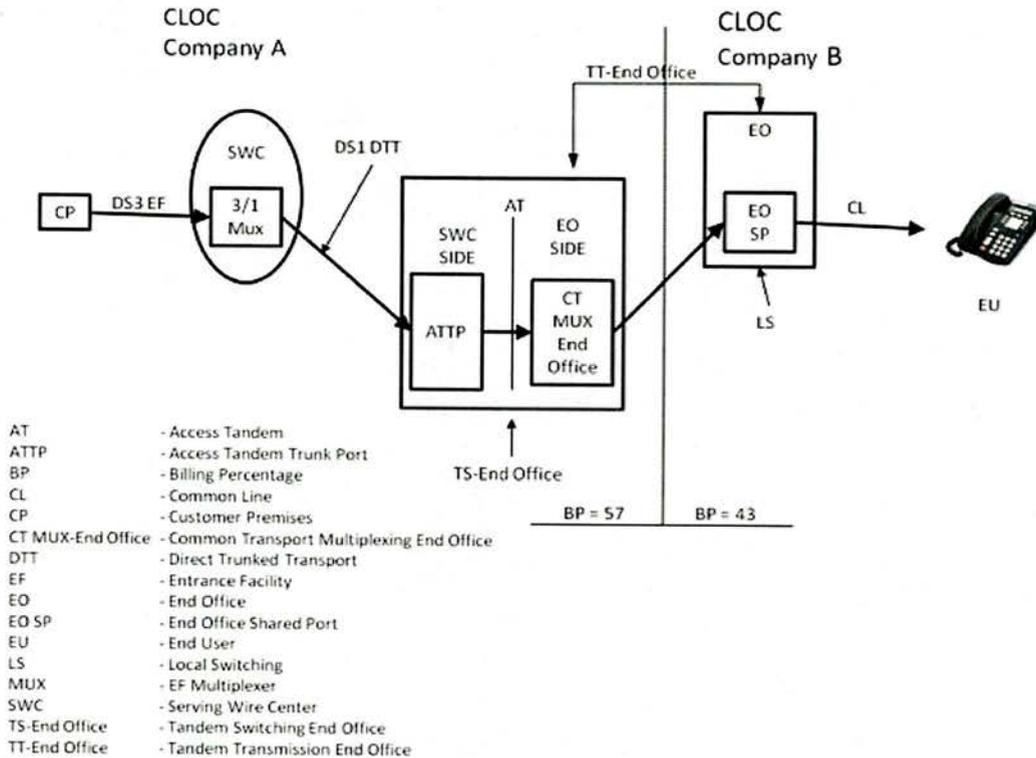 CLOC
Company A
CLOC
Company B
TT-End Office
EO
SWC
DS1 DTT
CP
DS3 EF
3/1
Mux
AT
SWC
SIDE
EO
SIDE
EO
SP
CL
ATTP
CT
MUX
End
Office
LS
EU
TS-End Office
BP = 57
BP = 43
AT - Access Tandem
ATTP - Access Tandem Trunk Port
BP - Billing Percentage
CL - Common Line
CP - Customer Premises
CT MUX-End Office - Common Transport Multiplexing End Office
DTT - Direct Trunked Transport
EF - Entrance Facility
EO - End Office
EO SP - End Office Shared Port
EU - End User
LS - Local Switching
MUX - EF Multiplexer
SWC - Serving Wire Center
TS-End Office - Tandem Switching End Office
TT-End Office - Tandem Transmission End Office